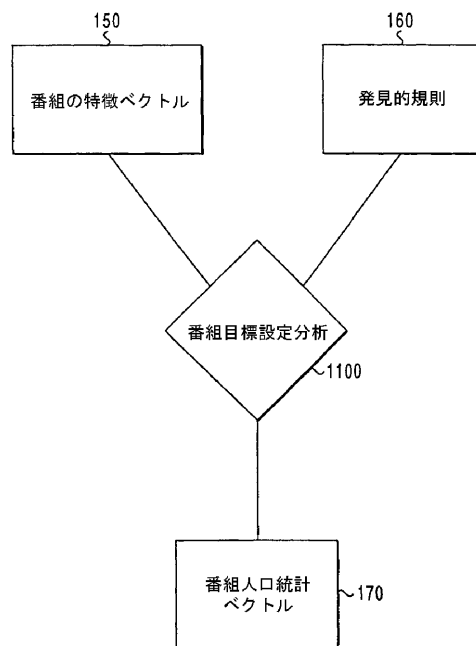 150
160
番組の特徴ベクトル
発見的規則
番組目標設定分析
1100
番組人口統計
ベクトル
170